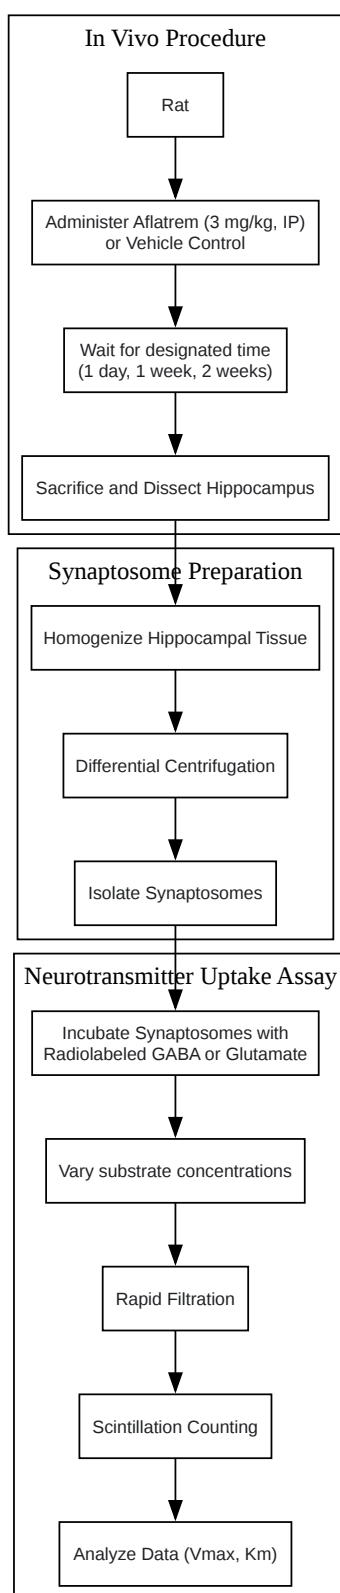 In Vivo Procedure
Rat
Administer Aflatrem (3 mg/kg, IP)
or Vehicle Control
Wait for designated time
(1 day, 1 week, 2 weeks)
Sacrifice and Dissect Hippocampus
Synaptosome Preparation
Homogenize Hippocampal Tissue
Differential Centrifugation
Isolate Synaptosomes
Neurotransmitter Uptake Assay
Incubate Synaptosomes with
Radiolabeled GABA or Glutamate
Vary substrate concentrations
Rapid Filtration
Scintillation Counting
Analyze Data (Vmax, Km)